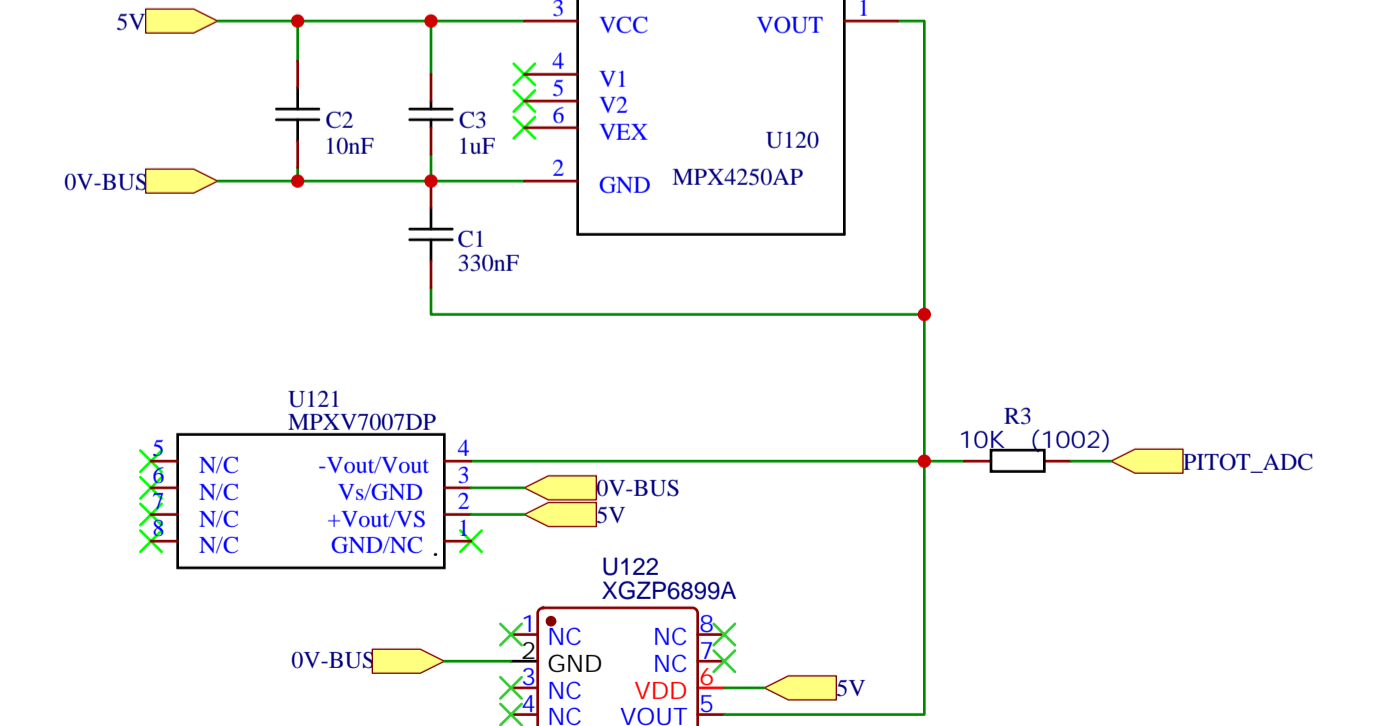 5V
3
VCC
VOUT
1
4
V1
5
V2
6
VEX
C2
10nF
C3
1uF
U120
0V-BUS
2
GND
MPX4250AP
C1
330nF
U121
MPXV7007DP
R3
10K (1002)
5
N/C
-Vout/Vout
4
PITOT_ADC
6
N/C
Vs/GND
3
0V-BUS
7
N/C
+Vout/VS
2
5V
8
N/C
GND/NC
1
U122
XGZP6899A
1
NC
NC
8
0V-BUS
2
GND
NC
7
3
NC
VDD
6
5V
4
NC
VOUT
5